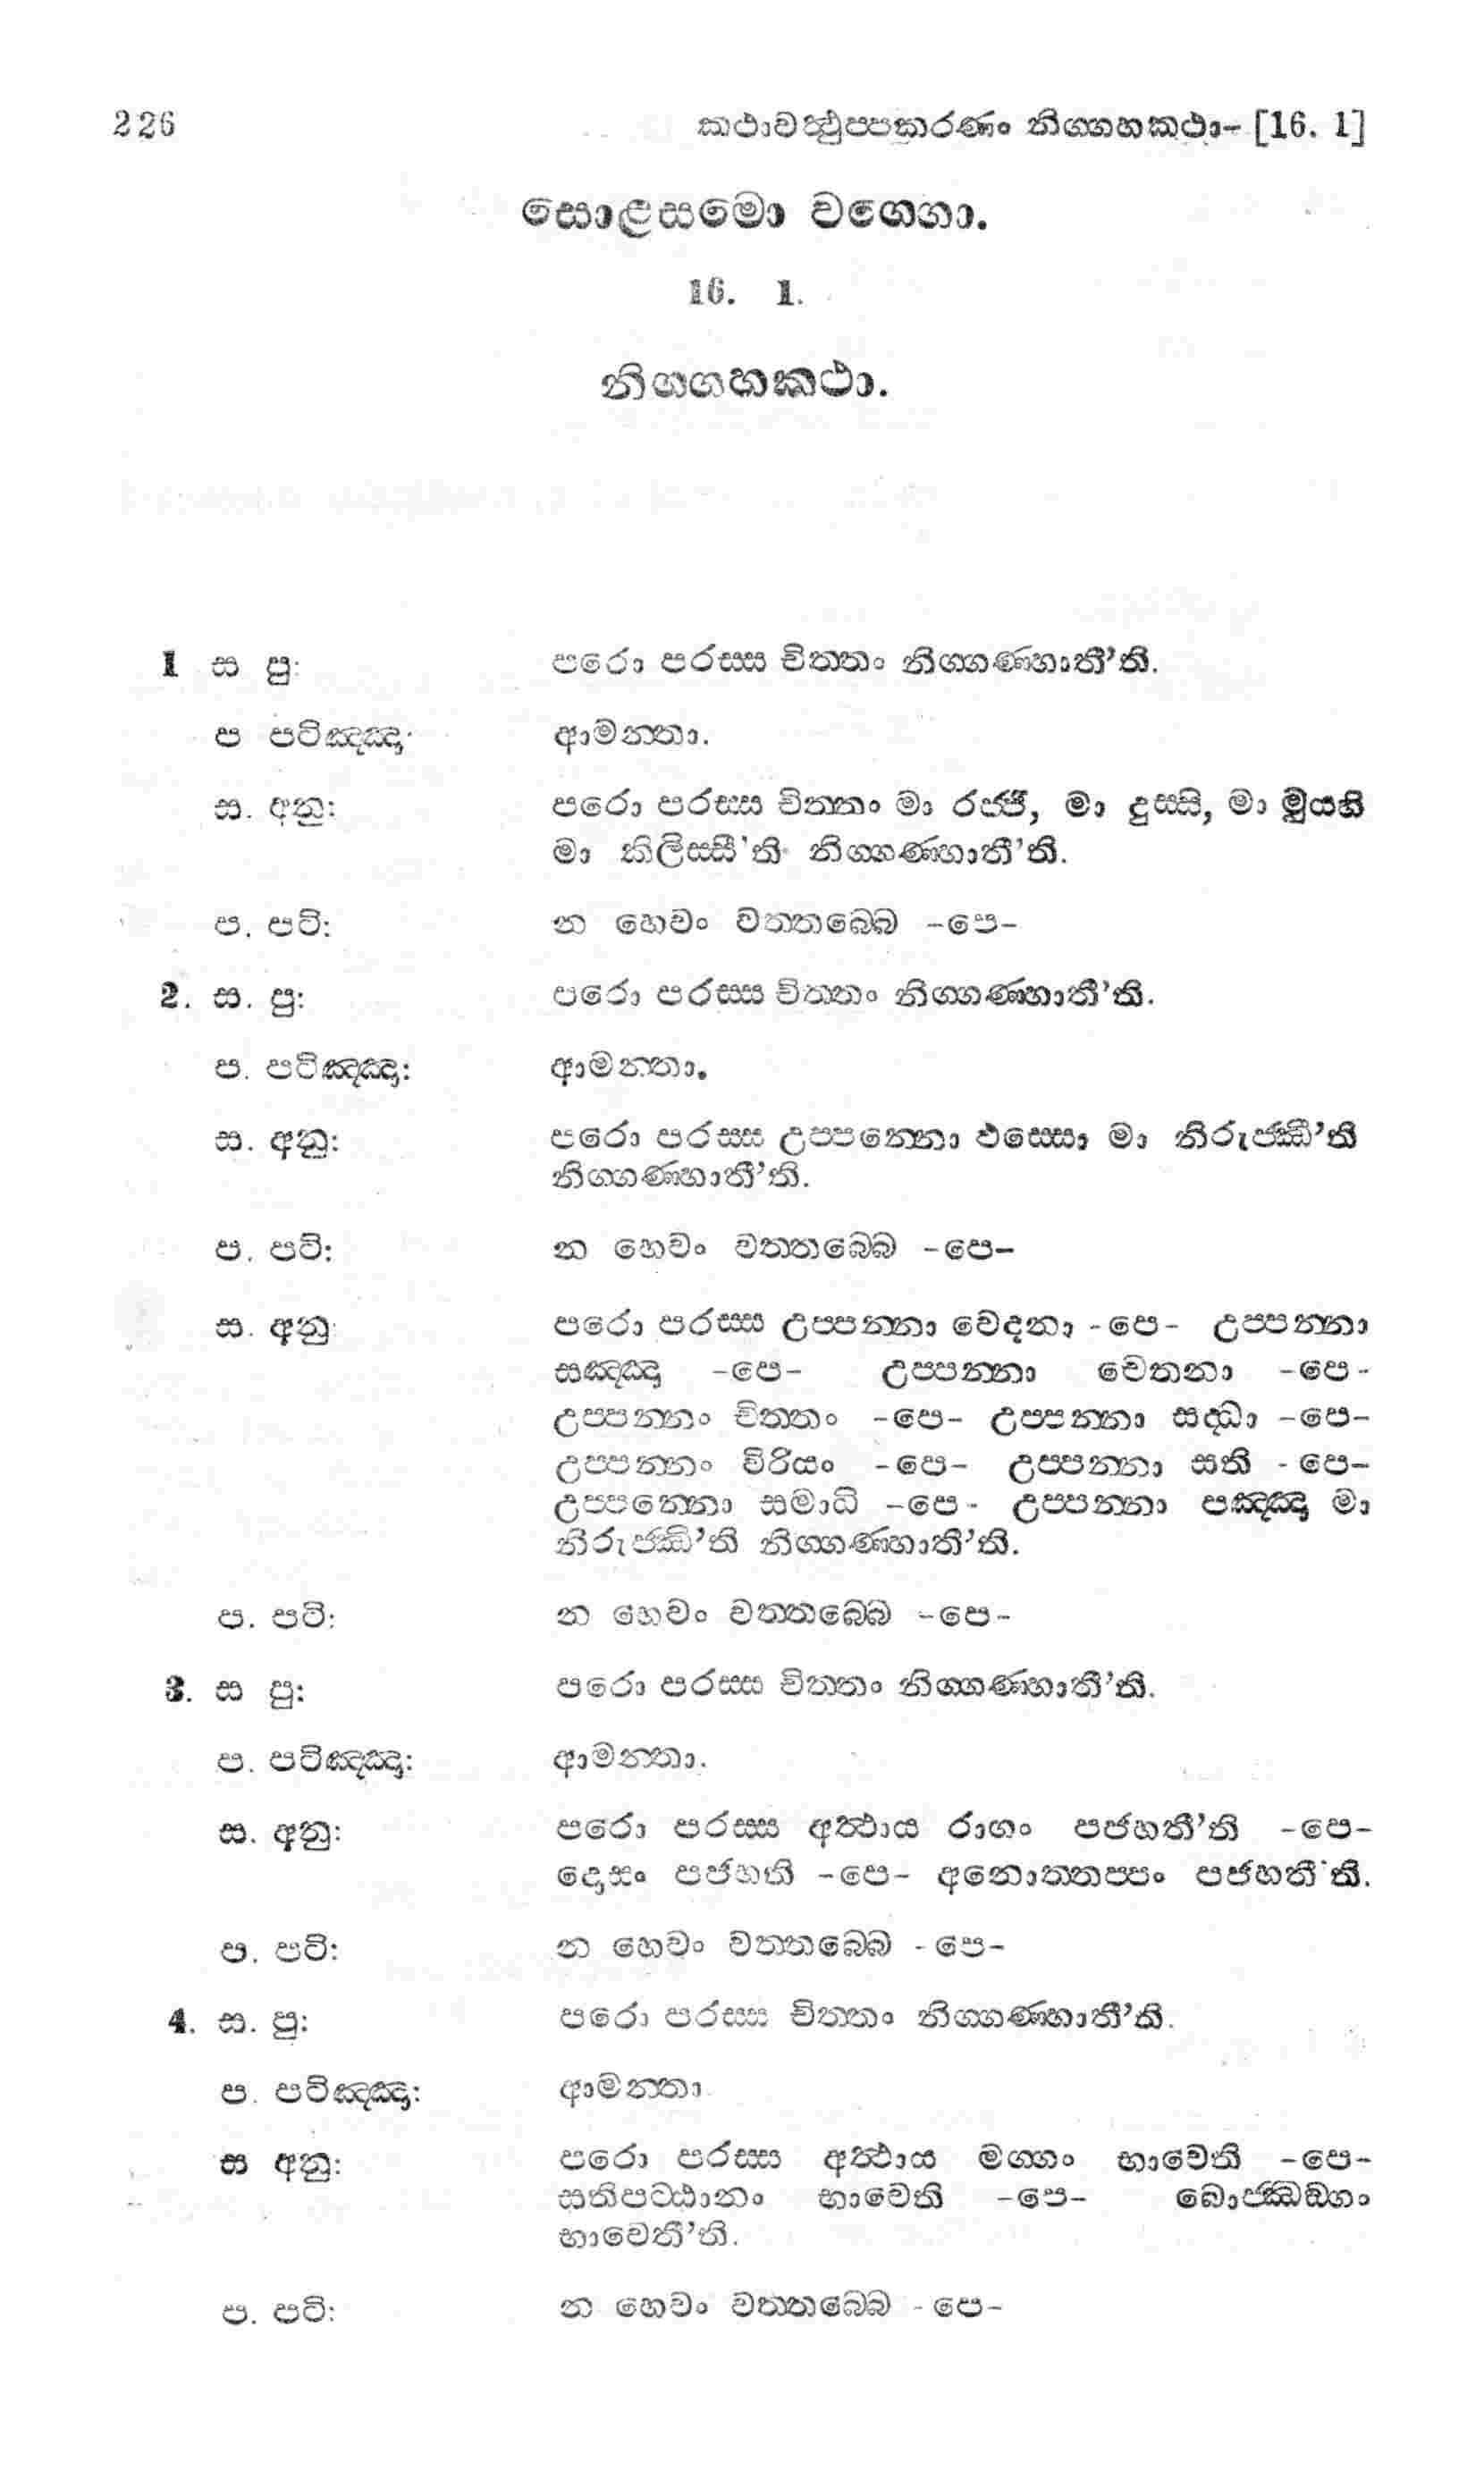 226 කථාවත්‍ථුප්පකරණං නිග‍්ගහකථා- [16. 1]
සොළසමො වග‍්ගො.
16. 1.
නිග‍්ගහකථා.
1 ස පු: පරො පරස‍්ස චිත‍්තං නිග‍්ගණ‍්හාතී’ති.
ප පටිඤ‍්ඤා: ආමන‍්තා.
ස. අනු: පරො පරස‍්ස චිත‍්තං මා රජ‍්ජී, මා දුස‍්සි, මා මුය‍්හි
මා කිලිස‍්සී’ති නිග‍්ගණ‍්හාතී’ති.
ප. පටි: න හෙවං වත‍්තබ‍්බෙ -පෙ-
2. ස. පු: පරො පරස‍්ස චිත‍්තං නිග‍්ගණ‍්හාතී’ති.
ප. පටිඤ‍්ඤා: ආමන‍්තා.
ස. අනු: පරො පරස‍්ස උප‍්පන‍්නො ඵස‍්සො මා නිරුජ‍්ඣී’ති
නිග‍්ගණ‍්හාතී’ති.
ප. පටි: න හෙවං වත‍්තබ‍්බෙ -පෙ-
ස. අනු: පරො පරස‍්ස උප‍්පන‍්නා වෙදනා -පෙ- උප‍්පන‍්නා
සඤ‍්ඤා -පෙ- උප‍්පන‍්නා චෙතනා -පෙ-
උප‍්පන‍්නං චිත‍්තං -පෙ- උප‍්පන‍්නා සද‍්ධා -පෙ-
උප‍්පන‍්නං විරියං -පෙ- උප‍්පන‍්නා සති -පෙ-
උප‍්පන‍්නො සමාධි -පෙ- උප‍්පන‍්නා පඤ‍්ඤා මා
නිරුජ‍්ඣි’ති නිග‍්ගණ‍්හාතී’ති.
ප. පටි: න හෙවං වත‍්තබ‍්බෙ -පෙ-
3. ස පු: පරො පරස‍්ස චිත‍්තං නිග‍්ගණ‍්හාතී’ති.
ප. පටිඤ‍්ඤා: ආමන‍්තා.
ස. අනු: පරො පරස‍්ස අත්‍ථාය රාගං පජහතී’ති -පෙ-
දොසං පජහති -පෙ- අනොත‍්තප‍්පං පජහතී’ති.
ප. පටි: න හෙවං වත‍්තබ‍්බෙ -පෙ-
4. ස. පු: පරො පරස‍්ස චිත‍්තං නිග‍්ගණ‍්හාතී’ති.
ප. පටිඤ‍්ඤා: ආමන‍්තා
ස අනු: පරො පරස‍්ස අත්‍ථාය මග‍්ගං භාවෙති -පෙ-
සතිපට‍්ඨානං භාවෙති -පෙ- බොජ‍්ඣඞ‍්ගං
භාවෙතී’ති.
ප. පටි: න හෙවං වත‍්තබ‍්බෙ -පෙ-